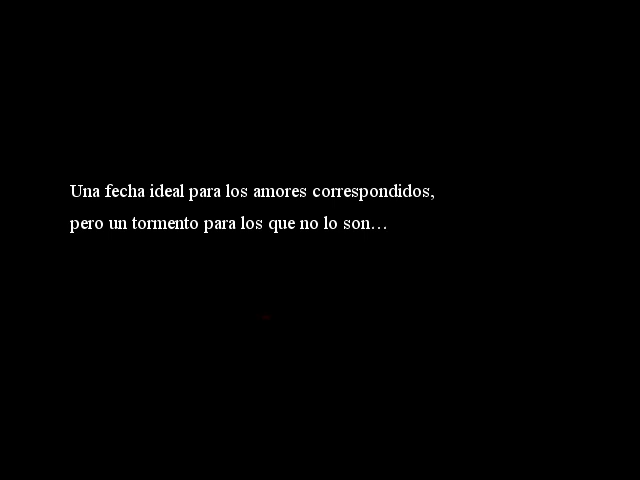 Una fecha ideal para los amores correspondidos,
pero un tormento para los que no lo son…